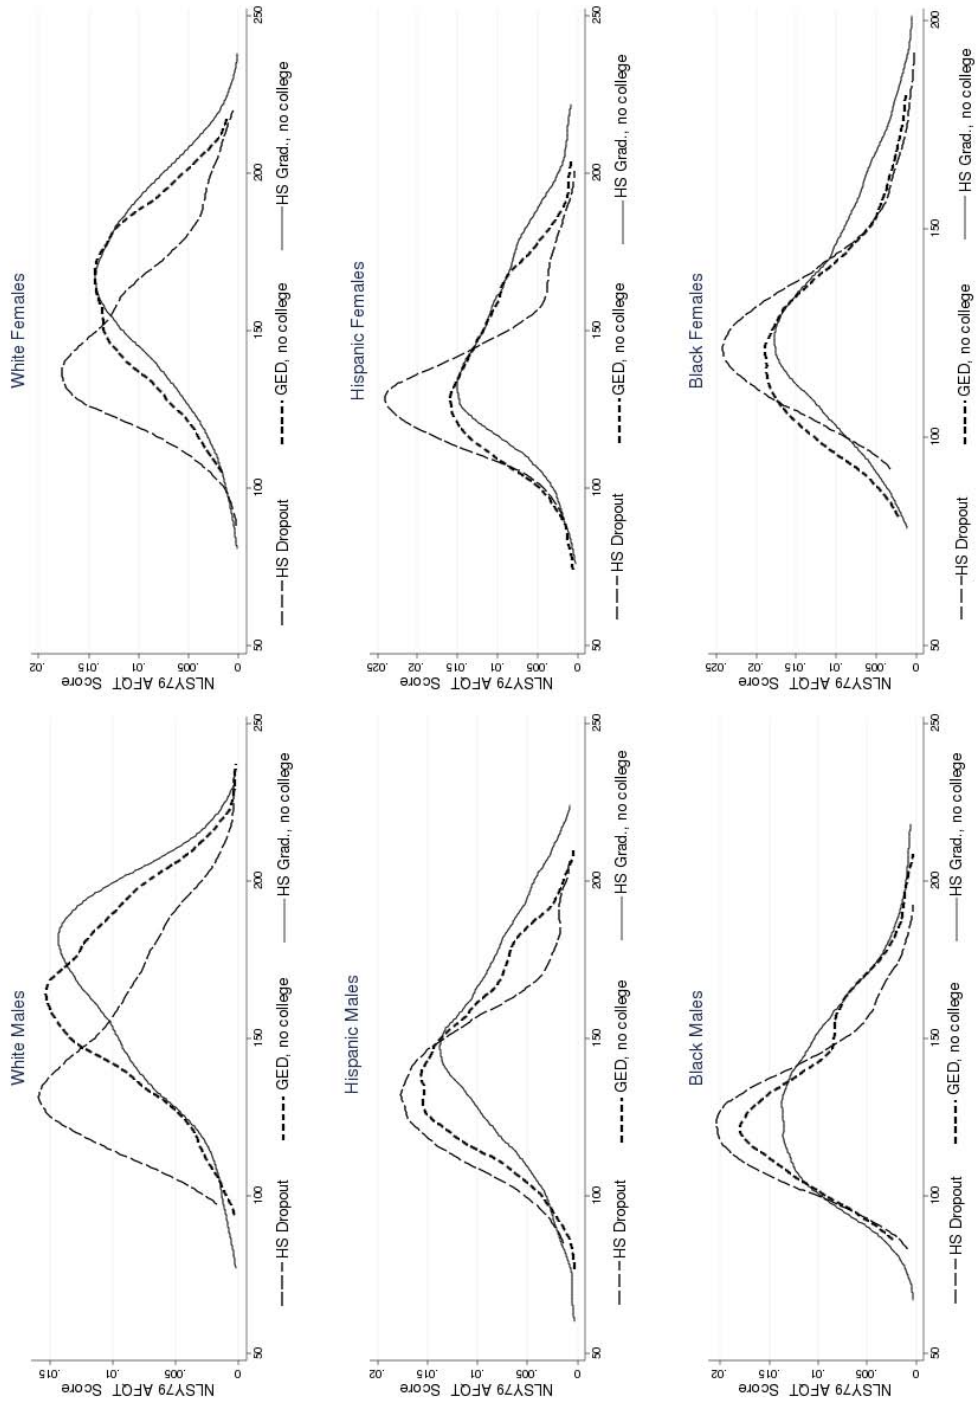 White Males
NLSY79 AFQT Score
0 .005 .01 .015
50 100 150 200 250
HS Dropout GED, no college HS Grad., no college
White Females
NLSY79 AFQT Score
0 .005 .01 .015 .02
50 100 150 200 250
HS Dropout GED, no college HS Grad., no college
Hispanic Males
NLSY79 AFQT Score
0 .005 .01 .015 .02
50 100 150 200 250
HS Dropout GED, no college HS Grad., no college
Hispanic Females
NLSY79 AFQT Score
0 .005 .01 .015 .02 .025
50 100 150 200 250
HS Dropout GED, no college HS Grad., no college
Black Males
NLSY79 AFQT Score
0 .005 .01 .015 .02
50 100 150 200 250
HS Dropout GED, no college HS Grad., no college
Black Females
NLSY79 AFQT Score
0 .005 .01 .015 .02 .025
50 100 150 200
HS Dropout GED, no college HS Grad., no college